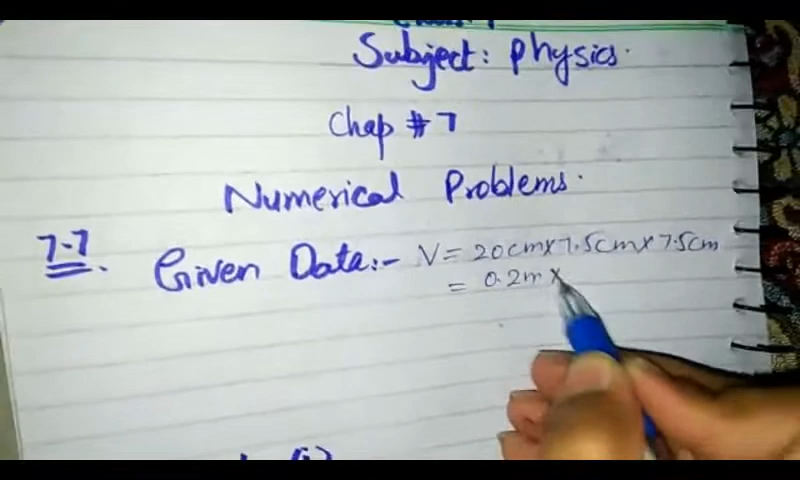 Subject: Physics.
Chap # 7
Numerical Problems.
7.7. Given Data:- V = 20cm×7.5cm×7.5cm
= 0.2m ×
(i)